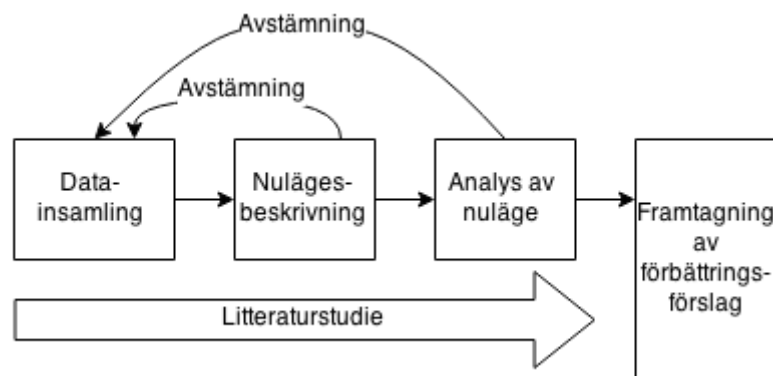 Avstämning
Avstämning
Data-
insamling
Nuläges-
beskrivning
Analys av
nuläge
Framtagning
av
förbättrings-
förslag
Litteraturstudie